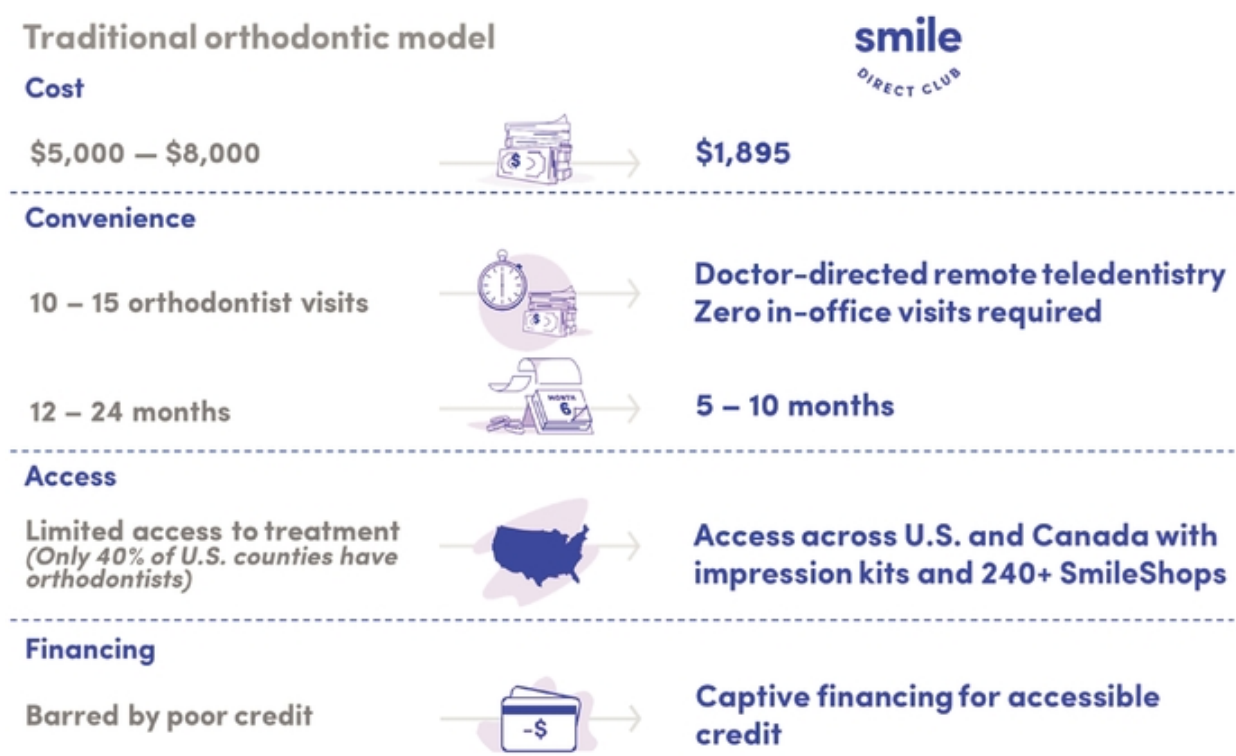 Traditional orthodontic model
smile
DIRECT CLUB
Cost
$5,000 – $8,000
$
$1,895
Convenience
10 – 15 orthodontist visits
$
Doctor-directed remote teledentistry
Zero in-office visits required
12 – 24 months
MONTH
6
5 – 10 months
Access
Limited access to treatment
(Only 40% of U.S. counties have
orthodontists)
Access across U.S. and Canada with
impression kits and 240+ SmileShops
Financing
Barred by poor credit
-$
Captive financing for accessible
credit